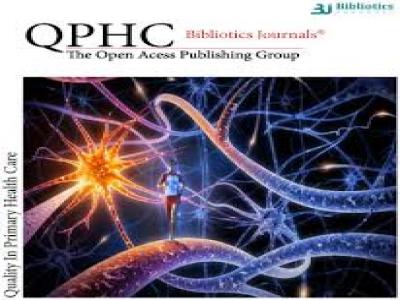 QPHC
Bibliotics Journals®
Bibliotics
The Open Acess Publishing Group
Quality In Primary Health Care